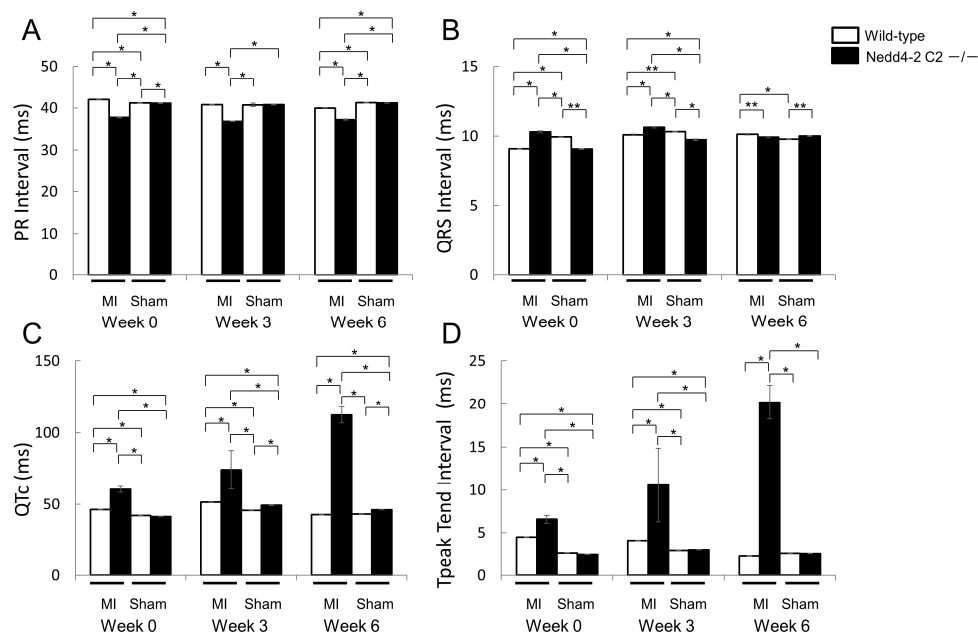 A
B
Wild-type
Nedd4-2 C2 −/−
* * * * * *
* * *
* * * * *
* * * * * **
* * ** * * *
* ** **
PR Interval (ms)
50
40
30
20
10
0
MI Sham MI Sham MI Sham
Week 0 Week 3 Week 6
QRS Interval (ms)
15
10
5
0
MI Sham MI Sham MI Sham
Week 0 Week 3 Week 6
C
D
* * * * *
* * * * * *
* * * * *
* * * * *
* * * * *
* * *
QTc (ms)
150
100
50
0
MI Sham MI Sham MI Sham
Week 0 Week 3 Week 6
Tpeak Tend Interval (ms)
25
20
15
10
5
0
MI Sham MI Sham MI Sham
Week 0 Week 3 Week 6